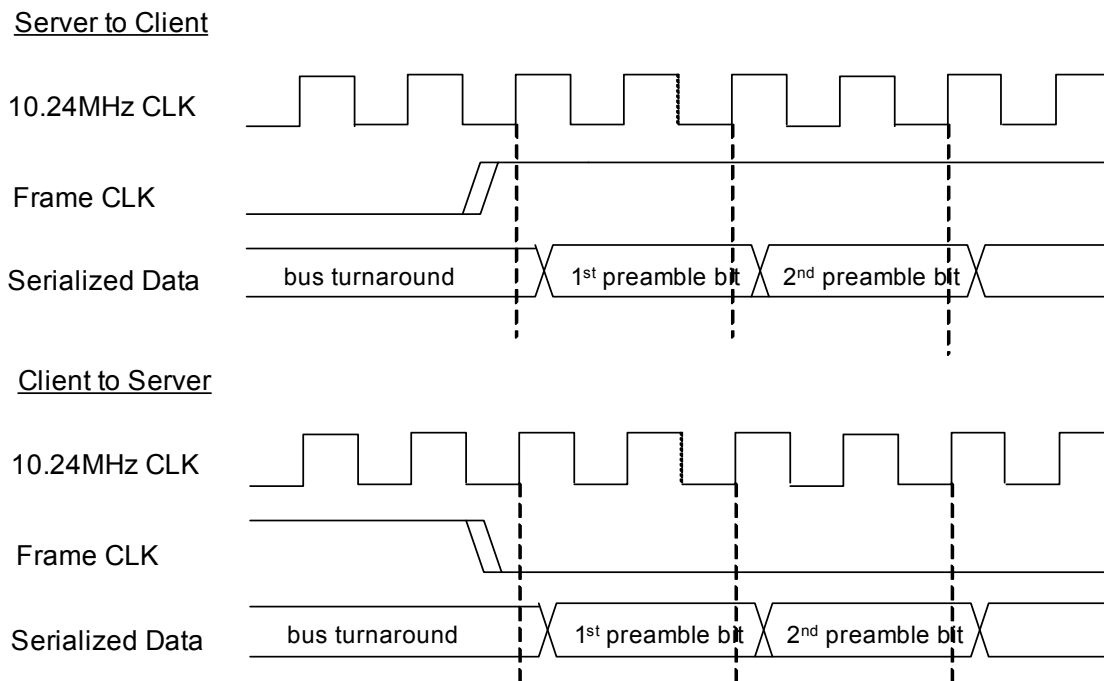 Server to Client
10.24MHz CLK
Frame CLK
Serialized Data
bus turnaround
1st preamble bit
2nd preamble bit
Client to Server
10.24MHz CLK
Frame CLK
Serialized Data
bus turnaround
1st preamble bit
2nd preamble bit